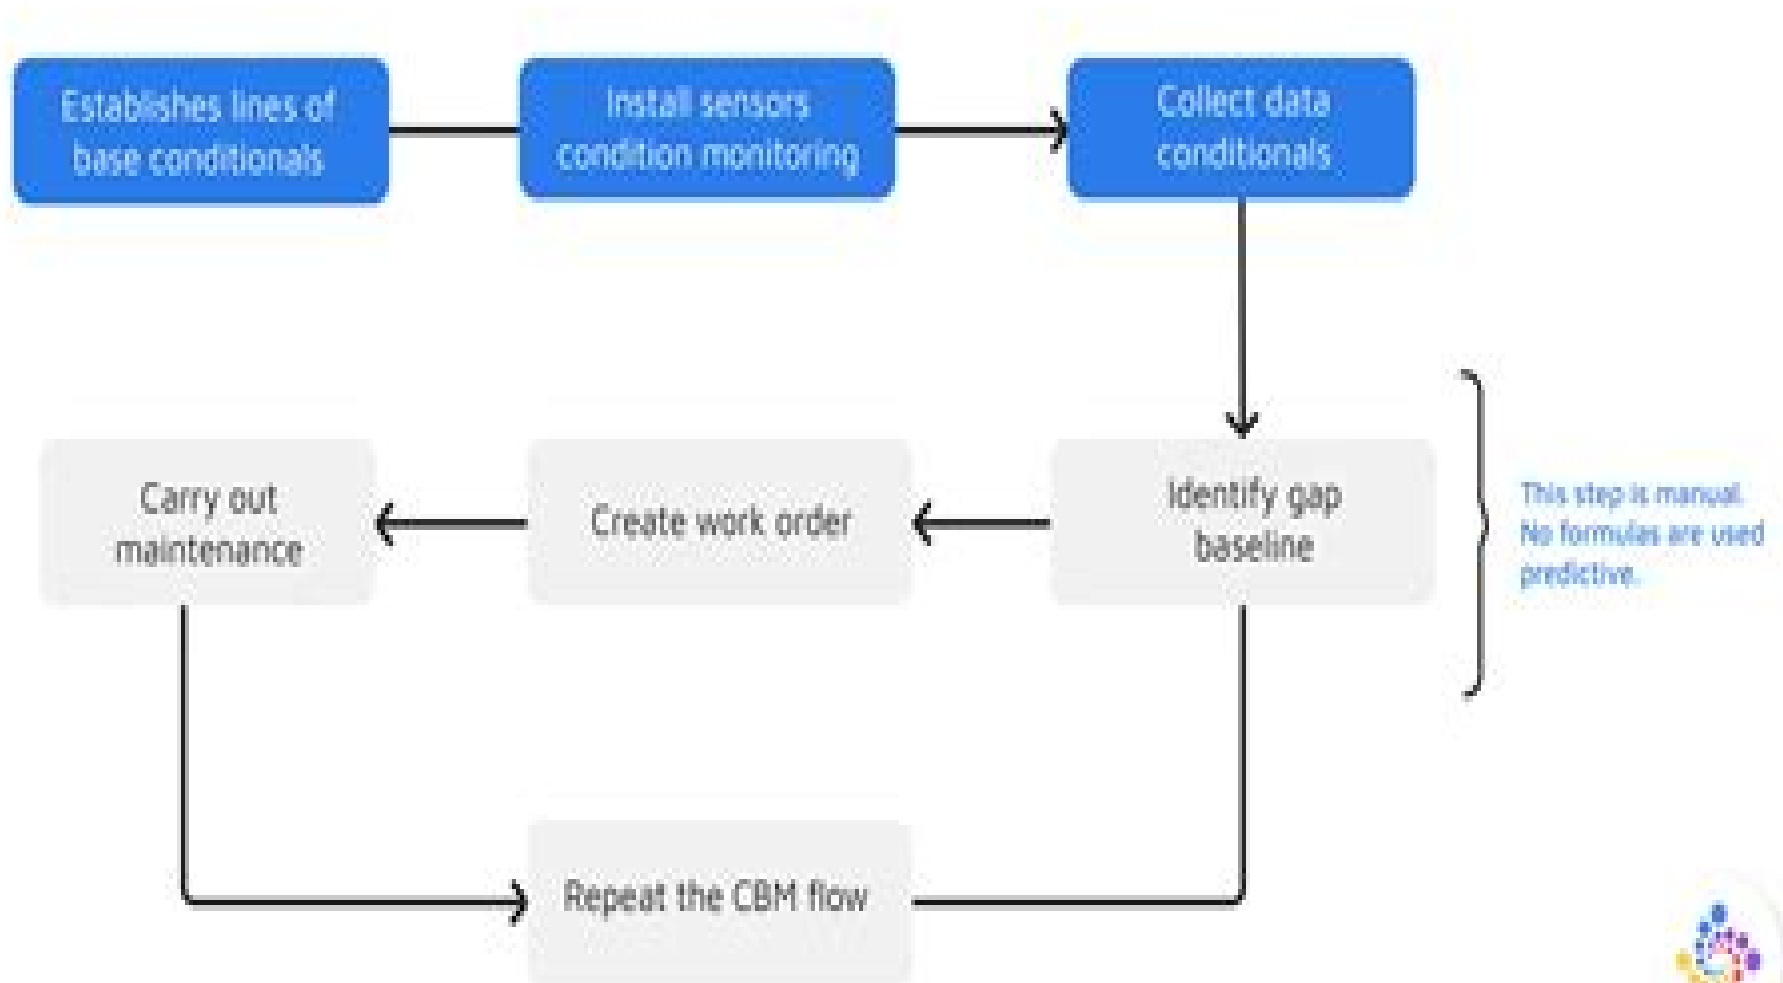 Establishes lines of
base conditionals
Install sensors
condition monitoring
Collect data
conditionals
Carry out
maintenance
Create work order
Identify gap
baseline
This step is manual.
No formulas are used
predictive.
Repeat the CBM flow